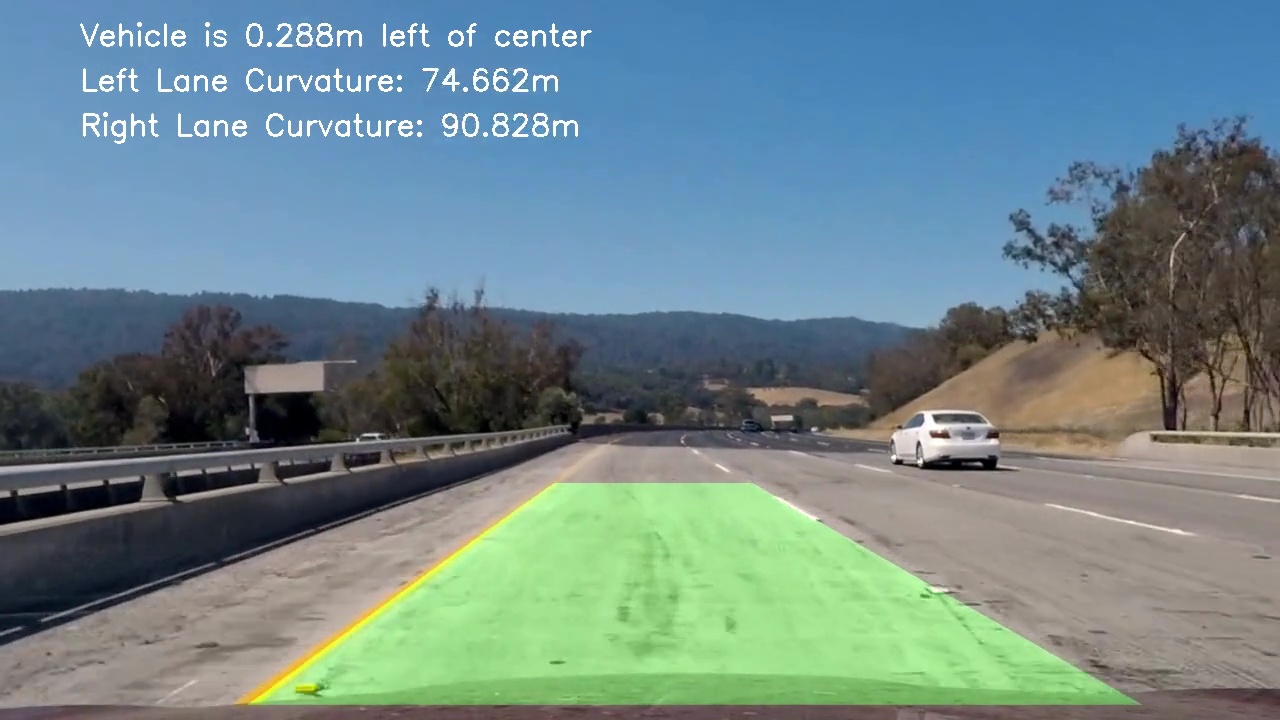 Vehicle is 0.288m left of center
Left Lane Curvature: 74.662m
Right Lane Curvature: 90.828m